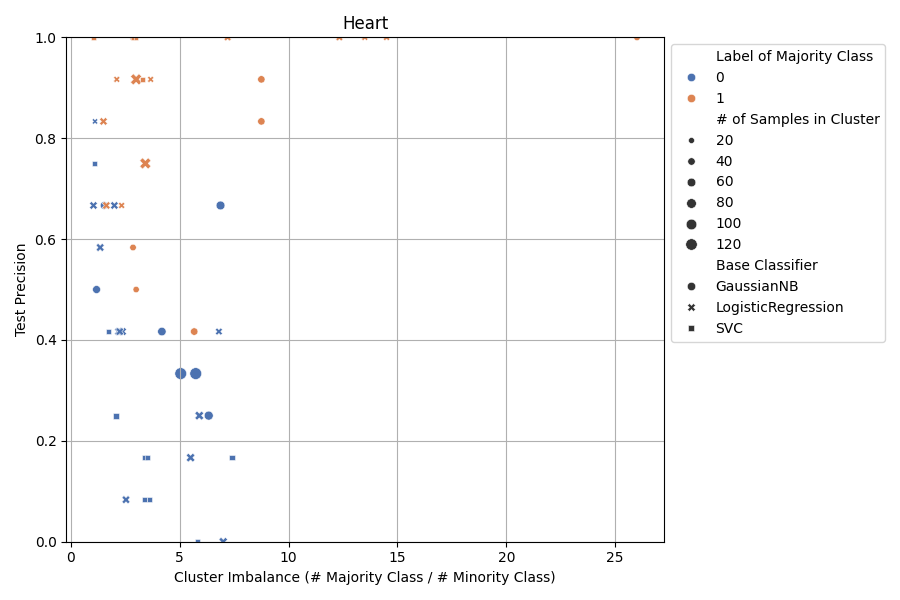 Heart
1.0
0.8
0.6
0.4
0.2
0.0
Test Precision
0
5
10
15
20
25
Cluster Imbalance (# Majority Class / # Minority Class)
Label of Majority Class
0
1
# of Samples in Cluster
20
40
60
80
100
120
Base Classifier
GaussianNB
LogisticRegression
SVC